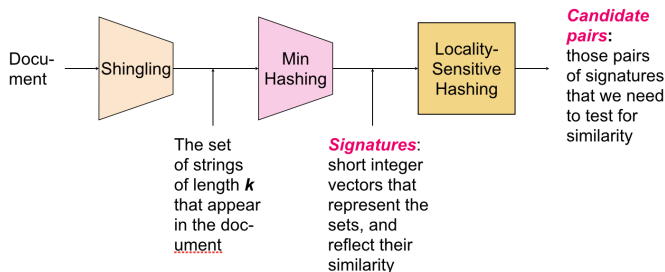 Docu-
ment
Shingling
The set
of strings
of length k
that appear
in the doc-
ument
Min
Hashing
Signatures:
short integer
vectors that
represent the
sets, and
reflect their
similarity
Locality-
Sensitive
Hashing
Candidate
pairs:
those pairs
of signatures
that we need
to test for
similarity